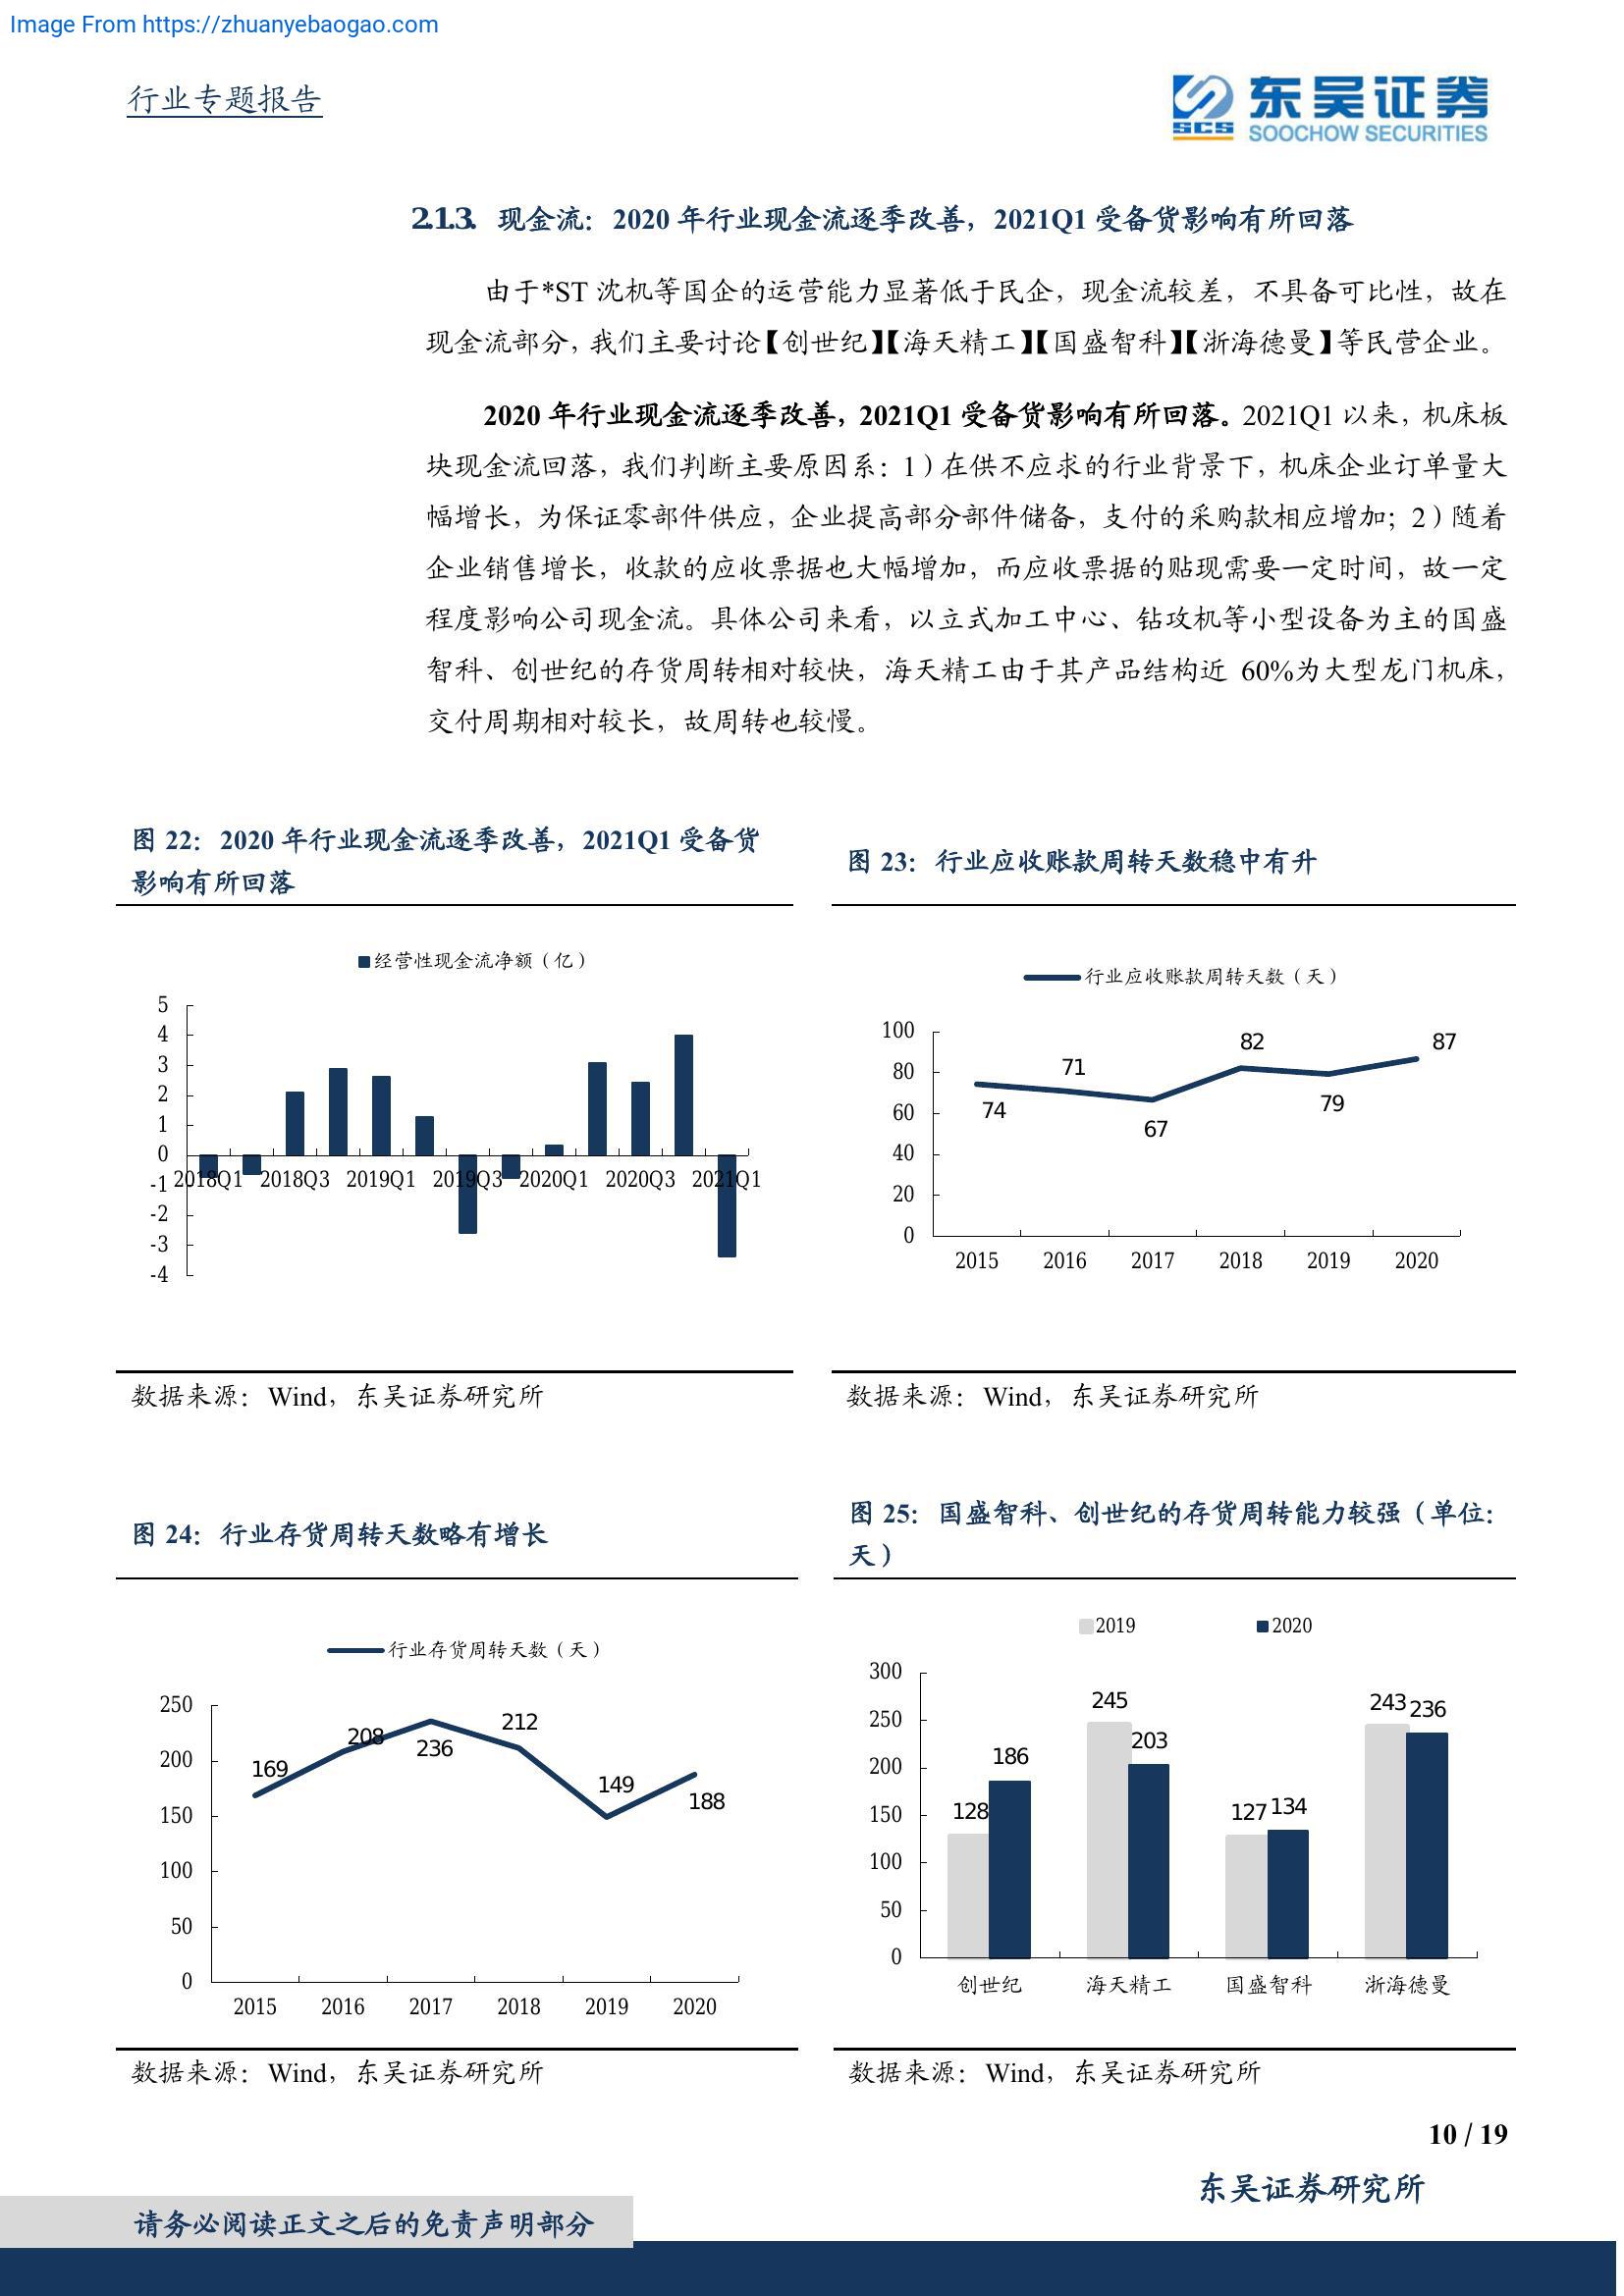 Image From https://zhuanyebaogao.com
行业专题报告
SCS
东吴证券
SOOCHOW SECURITIES
2.1.3. 现金流：2020 年行业现金流逐季改善，2021Q1 受备货影响有所回落
由于*ST 沈机等国企的运营能力显著低于民企，现金流较差，不具备可比性，故在
现金流部分，我们主要讨论【创世纪】【海天精工】【国盛智科】【浙海德曼】等民营企业。
2020 年行业现金流逐季改善，2021Q1 受备货影响有所回落。2021Q1 以来，机床板
块现金流回落，我们判断主要原因系：1）在供不应求的行业背景下，机床企业订单量大
幅增长，为保证零部件供应，企业提高部分部件储备，支付的采购款相应增加；2）随着
企业销售增长，收款的应收票据也大幅增加，而应收票据的贴现需要一定时间，故一定
程度影响公司现金流。具体公司来看，以立式加工中心、钻攻机等小型设备为主的国盛
智科、创世纪的存货周转相对较快，海天精工由于其产品结构近 60%为大型龙门机床，
交付周期相对较长，故周转也较慢。
图 22：2020 年行业现金流逐季改善，2021Q1 受备货
影响有所回落
经营性现金流净额（亿）
5
4
3
2
1
0
-1
-2
-3
-4
2018Q1 2018Q3 2019Q1 2019Q3 2020Q1 2020Q3 2021Q1
数据来源：Wind，东吴证券研究所
图 23：行业应收账款周转天数稳中有升
行业应收账款周转天数（天）
100
80
60
40
20
0
74 71 67 82 79 87
2015 2016 2017 2018 2019 2020
数据来源：Wind，东吴证券研究所
图 24：行业存货周转天数略有增长
行业存货周转天数（天）
250
200
150
100
50
0
169 208 236 212 149 188
2015 2016 2017 2018 2019 2020
数据来源：Wind，东吴证券研究所
图 25：国盛智科、创世纪的存货周转能力较强（单位：
天）
2019 2020
300
250
200
150
100
50
0
128 186 245 203 127 134 243 236
创世纪 海天精工 国盛智科 浙海德曼
数据来源：Wind，东吴证券研究所
10 / 19
东吴证券研究所
请务必阅读正文之后的免责声明部分